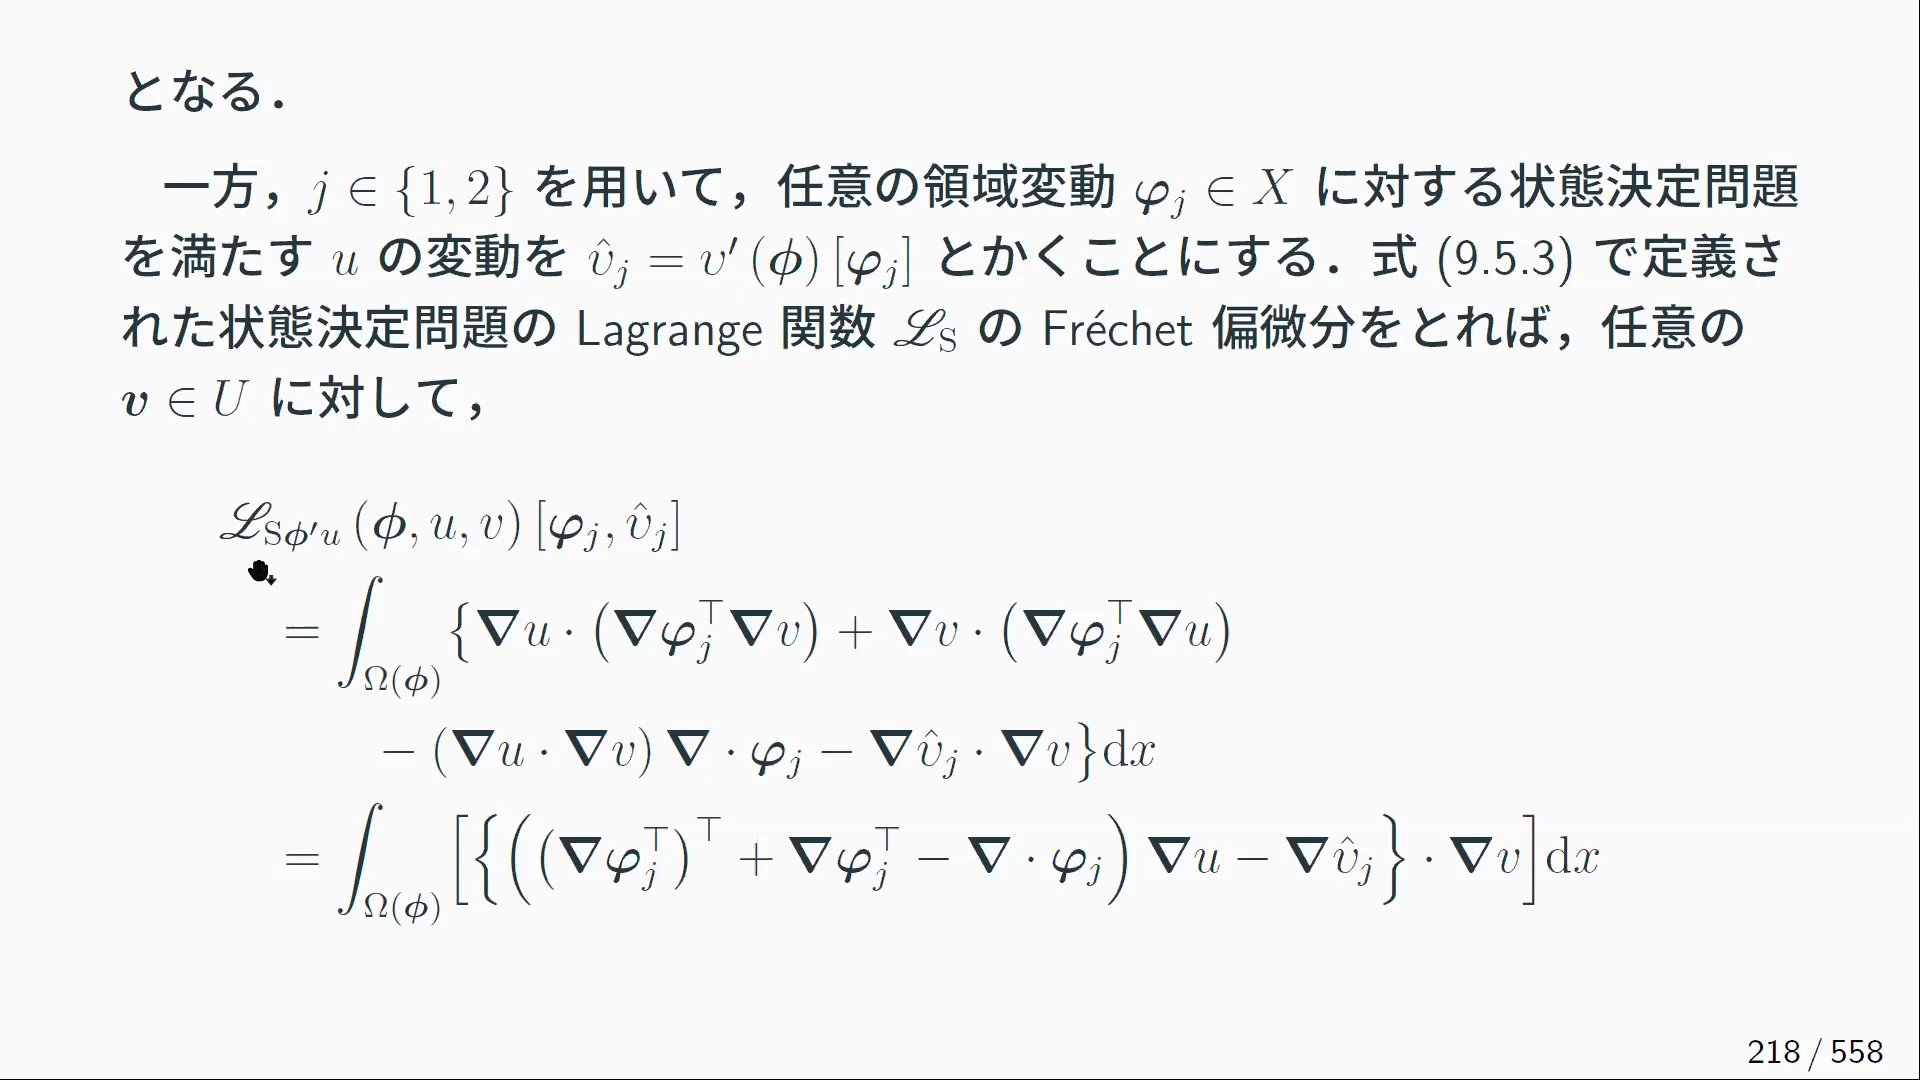 となる．
一方，j ∈ {1, 2} を用いて，任意の領域変動 φ_j ∈ X に対する状態決定問題
を満たす u の変動を υ̂_j = υ′(ϕ)[φ_j] とかくことにする．式 (9.5.3) で定義さ
れた状態決定問題の Lagrange 関数 ℒ_S の Fréchet 偏微分をとれば，任意の
v ∈ U に対して，
ℒ_{Sϕ′u}(ϕ, u, v)[φ_j, υ̂_j]
= ∫_{Ω(ϕ)} {∇u · (∇φ_j^⊤ ∇v) + ∇v · (∇φ_j^⊤ ∇u)
− (∇u · ∇v) ∇ · φ_j − ∇υ̂_j · ∇v} dx
= ∫_{Ω(ϕ)} [{((∇φ_j^⊤)^⊤ + ∇φ_j^⊤ − ∇ · φ_j) ∇u − ∇υ̂_j} · ∇v] dx
218 / 558